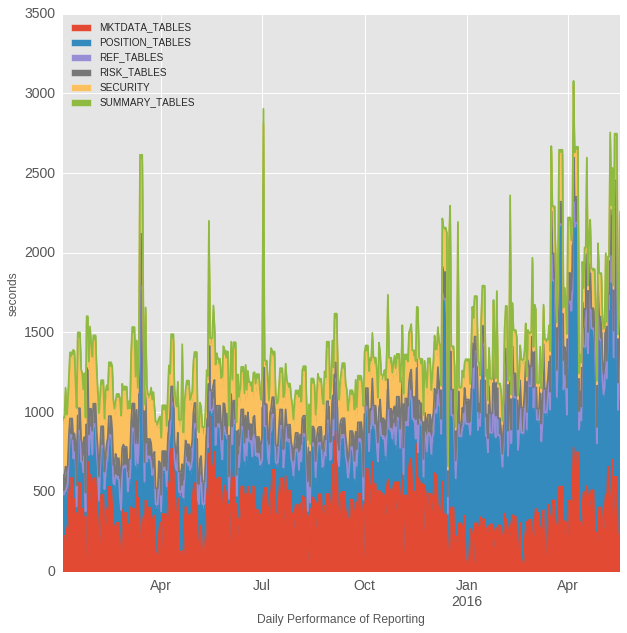 3500
3000
2500
2000
1500
1000
500
0
seconds
MKTDATA_TABLES
POSITION_TABLES
REF_TABLES
RISK_TABLES
SECURITY
SUMMARY_TABLES
Apr
Jul
Oct
Jan
2016
Apr
Daily Performance of Reporting